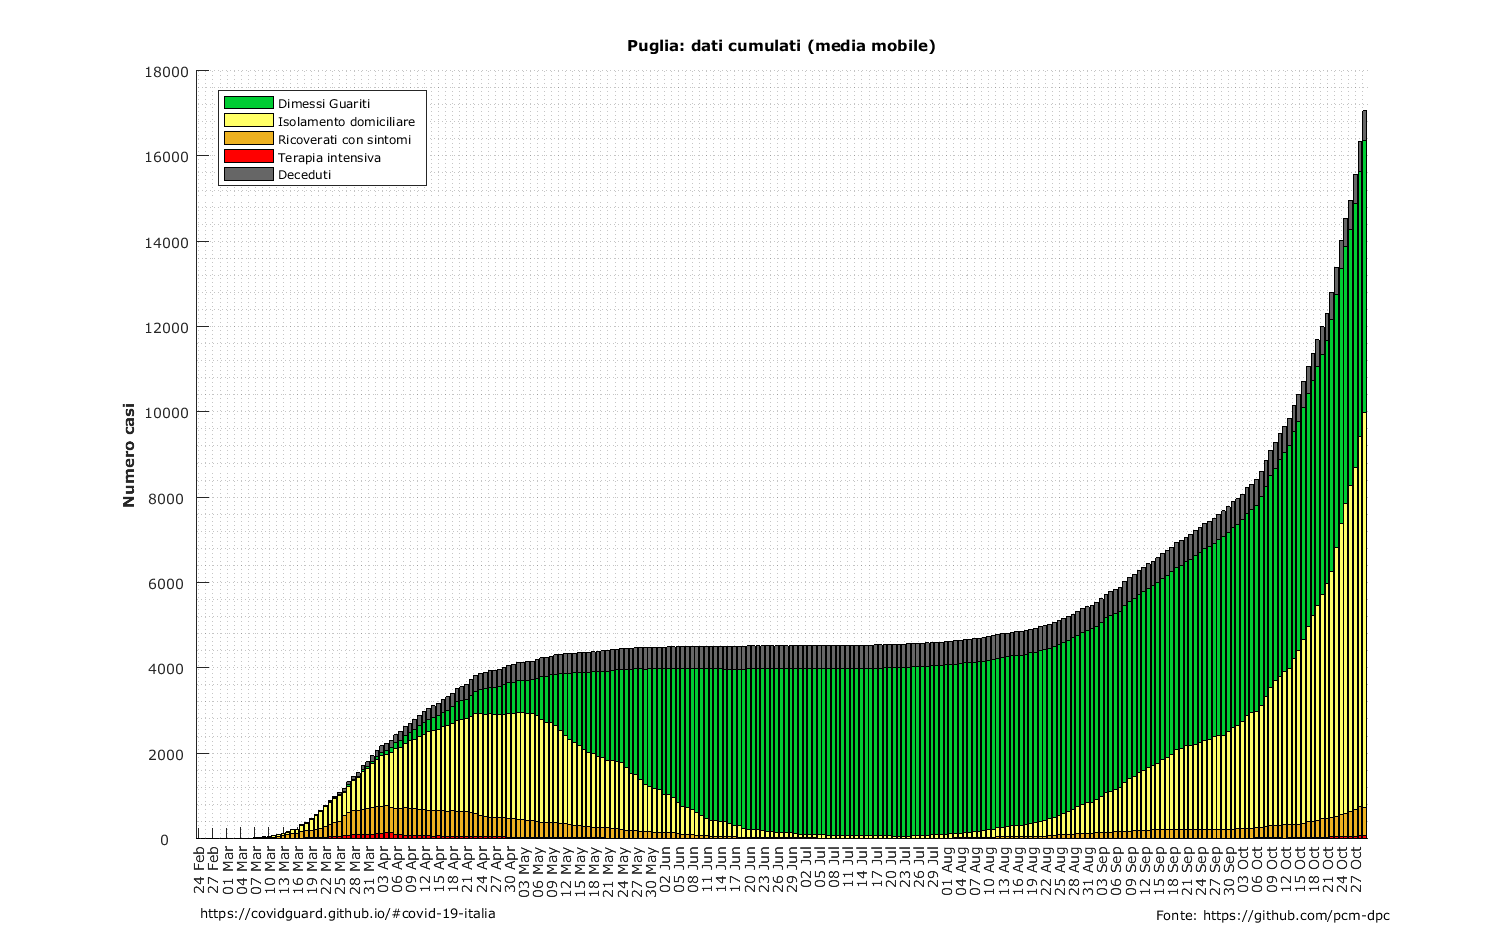 Puglia: dati cumulati (media mobile)
Numero casi
18000
16000
14000
12000
10000
8000
6000
4000
2000
0
Dimessi Guariti
Isolamento domiciliare
Ricoverati con sintomi
Terapia intensiva
Deceduti
24 Feb
27 Feb
01 Mar
04 Mar
07 Mar
10 Mar
13 Mar
16 Mar
19 Mar
22 Mar
25 Mar
28 Mar
31 Mar
03 Apr
06 Apr
09 Apr
12 Apr
15 Apr
18 Apr
21 Apr
24 Apr
27 Apr
30 Apr
03 May
06 May
09 May
12 May
15 May
18 May
21 May
24 May
27 May
30 May
02 Jun
05 Jun
08 Jun
11 Jun
14 Jun
17 Jun
20 Jun
23 Jun
26 Jun
29 Jun
02 Jul
05 Jul
08 Jul
11 Jul
14 Jul
17 Jul
20 Jul
23 Jul
26 Jul
29 Jul
01 Aug
04 Aug
07 Aug
10 Aug
13 Aug
16 Aug
19 Aug
22 Aug
25 Aug
28 Aug
31 Aug
03 Sep
06 Sep
09 Sep
12 Sep
15 Sep
18 Sep
21 Sep
24 Sep
27 Sep
30 Sep
03 Oct
06 Oct
09 Oct
12 Oct
15 Oct
18 Oct
21 Oct
24 Oct
27 Oct
https://covidguard.github.io/#covid-19-italia
Fonte: https://github.com/pcm-dpc